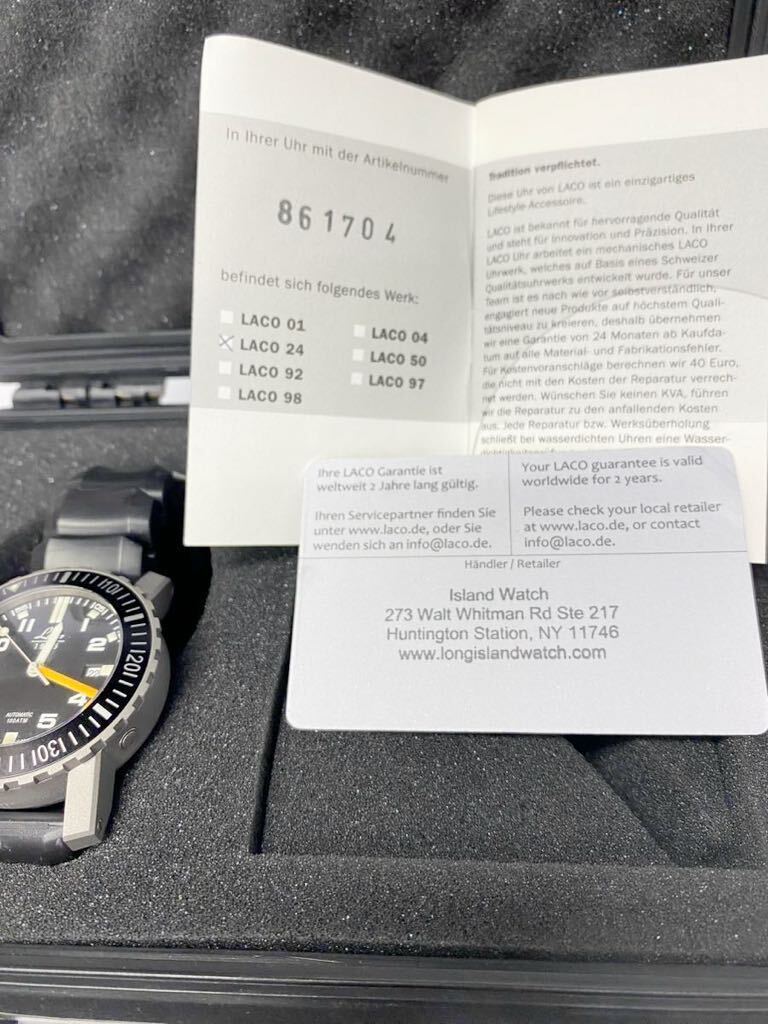 In Ihrer Uhr mit der Artikelnummer
861704
befindet sich folgendes Werk:
LACO 01
LACO 24
LACO 92
LACO 98
LACO 04
LACO 50
LACO 97
Tradition verpflichtet.
Diese Uhr von LACO ist ein einzigartiges
Lifestyle-Accessoire.
LACO ist bekannt für hervorragende Qualität
und steht für Innovation und Präzision. In Ihrer
LACO Uhr arbeitet ein mechanisches LACO
Uhrwerk, welches auf Basis eines Schweizer
Qualitätsuhrwerks entwickelt wurde. Für unser
Team ist es nach wie vor selbstverständlich,
engagiert neue Produkte auf höchstem Quali-
tätsniveau zu kreieren, deshalb übernehmen
wir eine Garantie von 24 Monaten ab Kaufda-
tum auf alle Material- und Fabrikationsfehler.
Für Kostenvoranschläge berechnen wir 40 Euro,
die nicht mit den Kosten der Reparatur verrech-
net werden. Wünschen Sie keinen KVA, führen
wir die Reparatur zu den anfallenden Kosten
aus. Jede Reparatur bzw. Werksüberholung
schließt bei wasserdichten Uhren eine Wasser-
Ihre LACO Garantie ist
weltweit 2 Jahre lang gültig.
Ihren Servicepartner finden Sie
unter www.laco.de, oder Sie
wenden sich an info@laco.de.
Your LACO guarantee is valid
worldwide for 2 years.
Please check your local retailer
at www.laco.de, or contact
info@laco.de.
Händler / Retailer
Island Watch
273 Walt Whitman Rd Ste 217
Huntington Station, NY 11746
www.longislandwatch.com
1
2
4
5
AUTOMATIC
100ATM
120
130